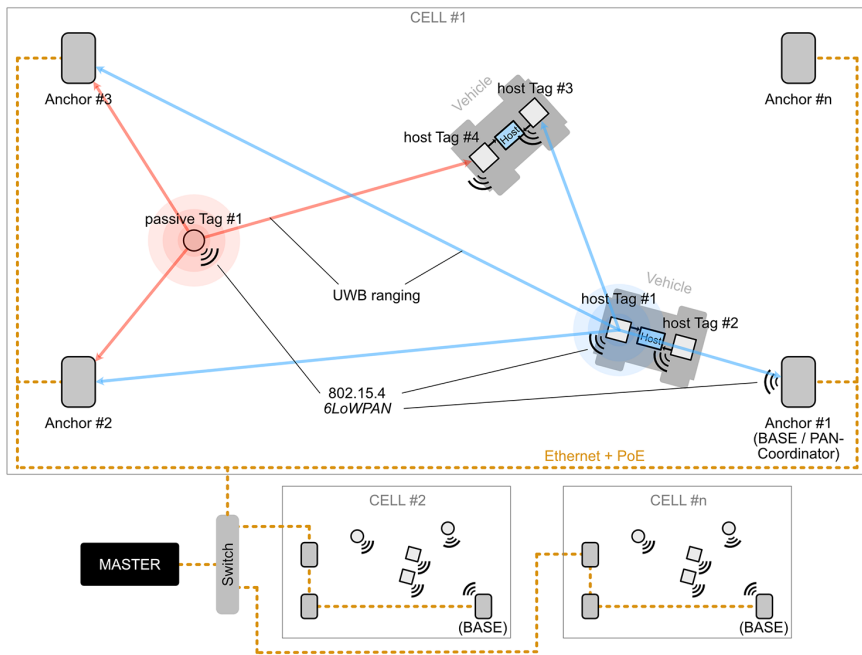 CELL #1
Anchor #3
Vehicle
host Tag #3
host Tag #4
Host
Anchor #n
passive Tag #1
UWB ranging
Vehicle
host Tag #1
host Tag #2
Host
802.15.4
6LoWPAN
Anchor #2
Anchor #1
(BASE / PAN-
Coordinator)
Ethernet + PoE
CELL #2
CELL #n
MASTER
Switch
(BASE)
(BASE)